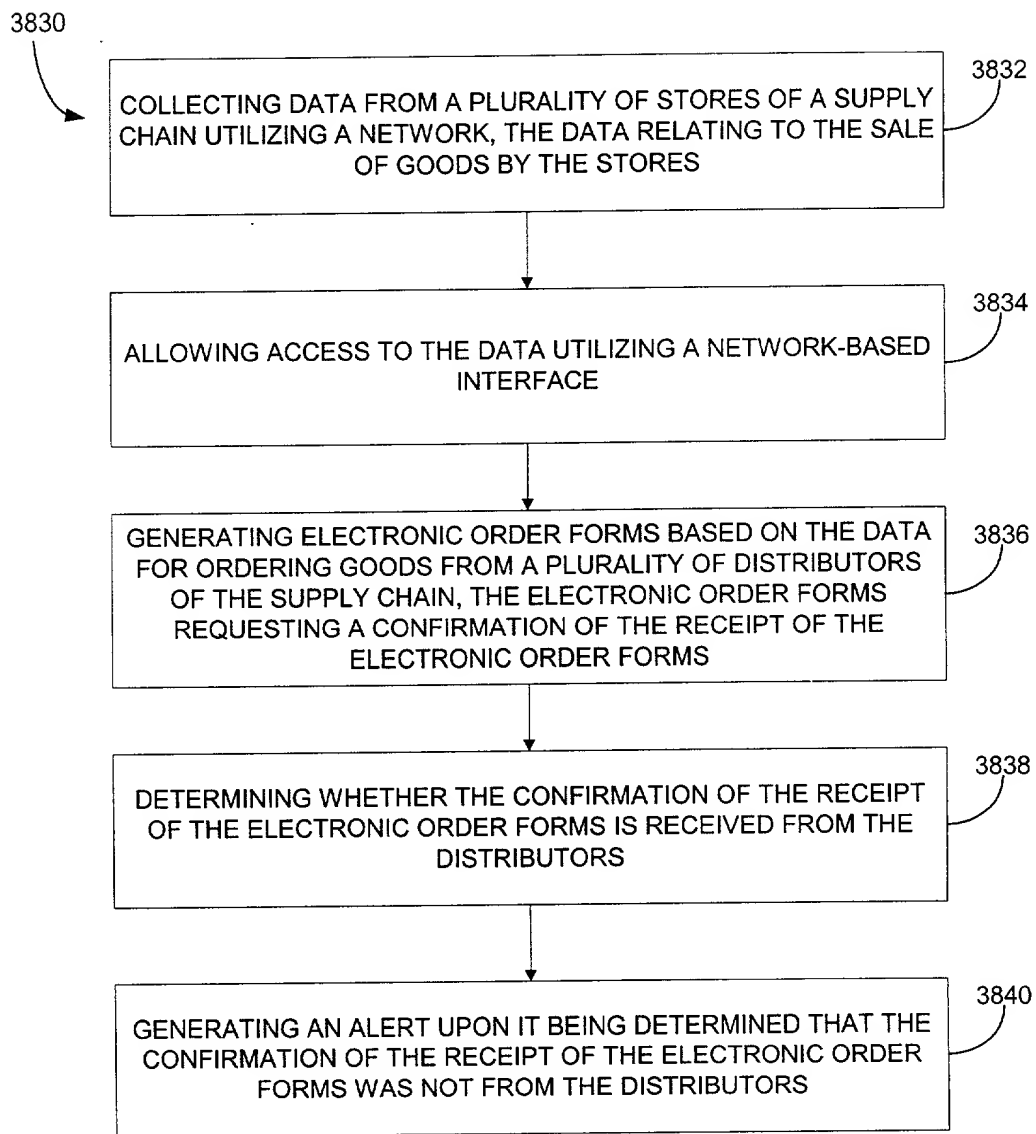 3830
3832
COLLECTING DATA FROM A PLURALITY OF STORES OF A SUPPLY
CHAIN UTILIZING A NETWORK, THE DATA RELATING TO THE SALE
OF GOODS BY THE STORES
3834
ALLOWING ACCESS TO THE DATA UTILIZING A NETWORK-BASED
INTERFACE
3836
GENERATING ELECTRONIC ORDER FORMS BASED ON THE DATA
FOR ORDERING GOODS FROM A PLURALITY OF DISTRIBUTORS
OF THE SUPPLY CHAIN, THE ELECTRONIC ORDER FORMS
REQUESTING A CONFIRMATION OF THE RECEIPT OF THE
ELECTRONIC ORDER FORMS
3838
DETERMINING WHETHER THE CONFIRMATION OF THE RECEIPT
OF THE ELECTRONIC ORDER FORMS IS RECEIVED FROM THE
DISTRIBUTORS
3840
GENERATING AN ALERT UPON IT BEING DETERMINED THAT THE
CONFIRMATION OF THE RECEIPT OF THE ELECTRONIC ORDER
FORMS WAS NOT FROM THE DISTRIBUTORS